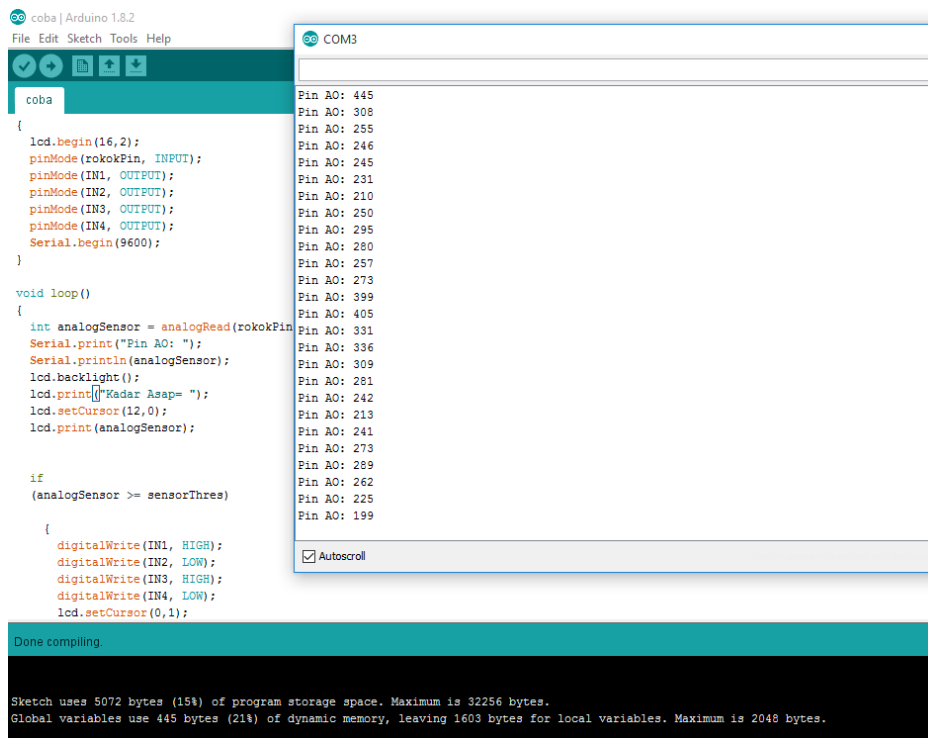 coba | Arduino 1.8.2
File Edit Sketch Tools Help
coba
{
lcd.begin(16,2);
pinMode(rokokPin, INPUT);
pinMode(IN1, OUTPUT);
pinMode(IN2, OUTPUT);
pinMode(IN3, OUTPUT);
pinMode(IN4, OUTPUT);
Serial.begin(9600);
}
void loop()
{
int analogSensor = analogRead(rokokPin
Serial.print("Pin AO: ");
Serial.println(analogSensor);
lcd.backlight();
lcd.print("Kadar Asap= ");
lcd.setCursor(12,0);
lcd.print(analogSensor);
if
(analogSensor >= sensorThres)
{
digitalWrite(IN1, HIGH);
digitalWrite(IN2, LOW);
digitalWrite(IN3, HIGH);
digitalWrite(IN4, LOW);
lcd.setCursor(0,1);
COM3
Pin AO: 445
Pin AO: 308
Pin AO: 255
Pin AO: 246
Pin AO: 245
Pin AO: 231
Pin AO: 210
Pin AO: 250
Pin AO: 295
Pin AO: 280
Pin AO: 257
Pin AO: 273
Pin AO: 399
Pin AO: 405
Pin AO: 331
Pin AO: 336
Pin AO: 309
Pin AO: 281
Pin AO: 242
Pin AO: 213
Pin AO: 241
Pin AO: 273
Pin AO: 289
Pin AO: 262
Pin AO: 225
Pin AO: 199
Autoscroll
Done compiling.
Sketch uses 5072 bytes (15%) of program storage space. Maximum is 32256 bytes.
Global variables use 445 bytes (21%) of dynamic memory, leaving 1603 bytes for local variables. Maximum is 2048 bytes.